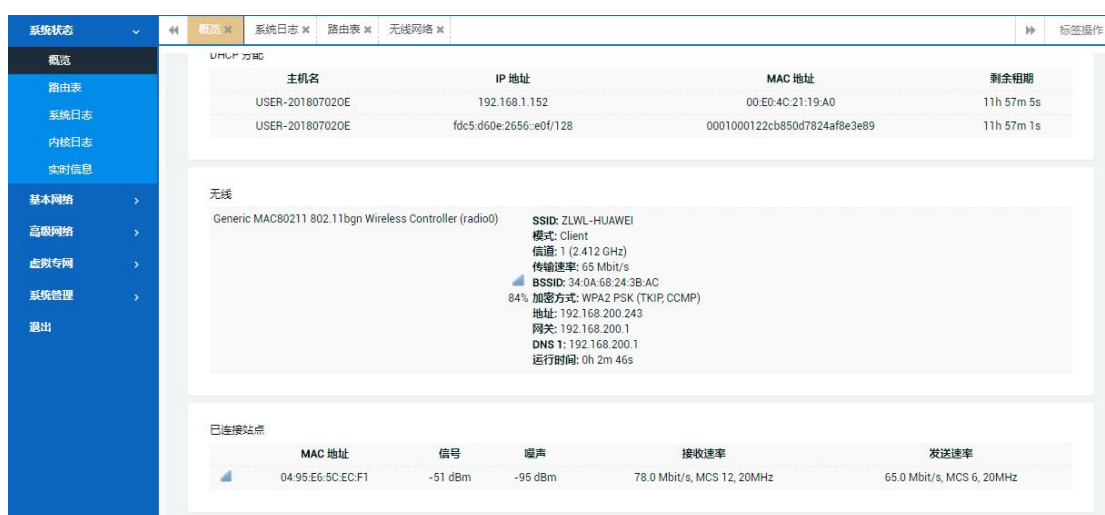 系统状态
概览
路由表
系统日志
内核日志
实时信息
基本网络
高级网络
虚拟专网
系统管理
退出
概览 系统日志 路由表 无线网络 标签操作
DHCP 分配
主机名 IP 地址 MAC 地址 剩余租期
USER-20180702OE 192.168.1.152 00:E0:4C:21:19:A0 11h 57m 5s
USER-20180702OE fdc5:d60e:2656::e0f/128 0001000122cb850d7824af8e3e89 11h 57m 1s
无线
Generic MAC80211 802.11bgn Wireless Controller (radio0)
SSID: ZLWL-HUAWEI
模式: Client
信道: 1 (2.412 GHz)
传输速率: 65 Mbit/s
BSSID: 34:0A:68:24:3B:AC
84% 加密方式: WPA2 PSK (TKIP, CCMP)
地址: 192.168.200.243
网关: 192.168.200.1
DNS 1: 192.168.200.1
运行时间: 0h 2m 46s
已连接站点
MAC 地址 信号 噪声 接收速率 发送速率
04:95:E6:5C:EC:F1 -51 dBm -95 dBm 78.0 Mbit/s, MCS 12, 20MHz 65.0 Mbit/s, MCS 6, 20MHz